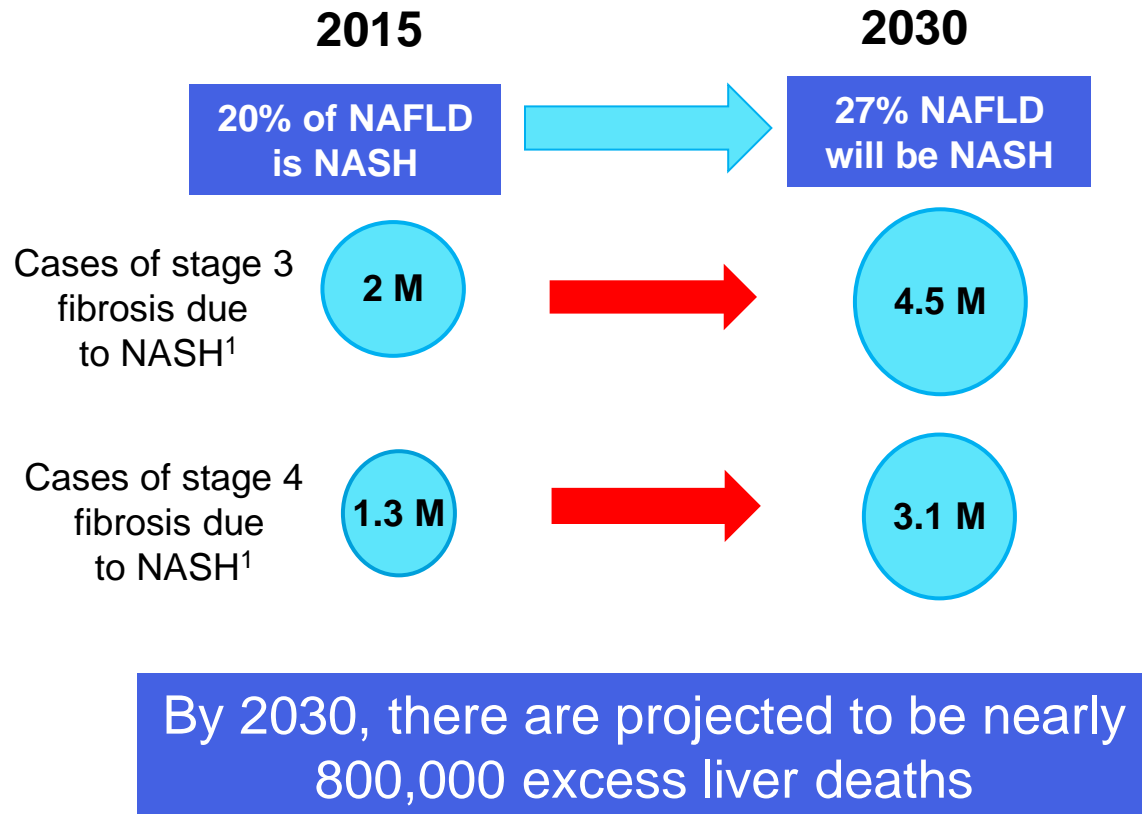 2015
2030
20% of NAFLD
is NASH
27% NAFLD
will be NASH
Cases of stage 3
fibrosis due
to NASH¹
2 M
4.5 M
Cases of stage 4
fibrosis due
to NASH¹
1.3 M
3.1 M
By 2030, there are projected to be nearly
800,000 excess liver deaths